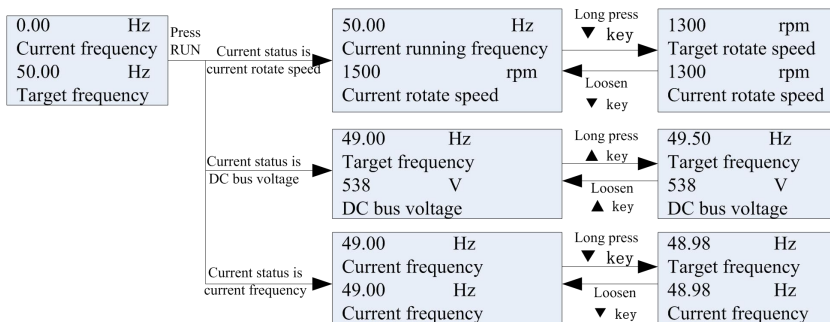 0.00 Hz
Current frequency
50.00 Hz
Target frequency
Press
RUN
Current status is
current rotate speed
50.00 Hz
Current running frequency
1500 rpm
Current rotate speed
Long press
▼ key
Loosen
▼ key
1300 rpm
Target rotate speed
1300 rpm
Current rotate speed
Current status is
DC bus voltage
49.00 Hz
Target frequency
538 V
DC bus voltage
Long press
▲ key
Loosen
▲ key
49.50 Hz
Target frequency
538 V
DC bus voltage
Current status is
current frequency
49.00 Hz
Current frequency
49.00 Hz
Current frequency
Long press
▼ key
Loosen
▼ key
48.98 Hz
Target frequency
48.98 Hz
Current frequency